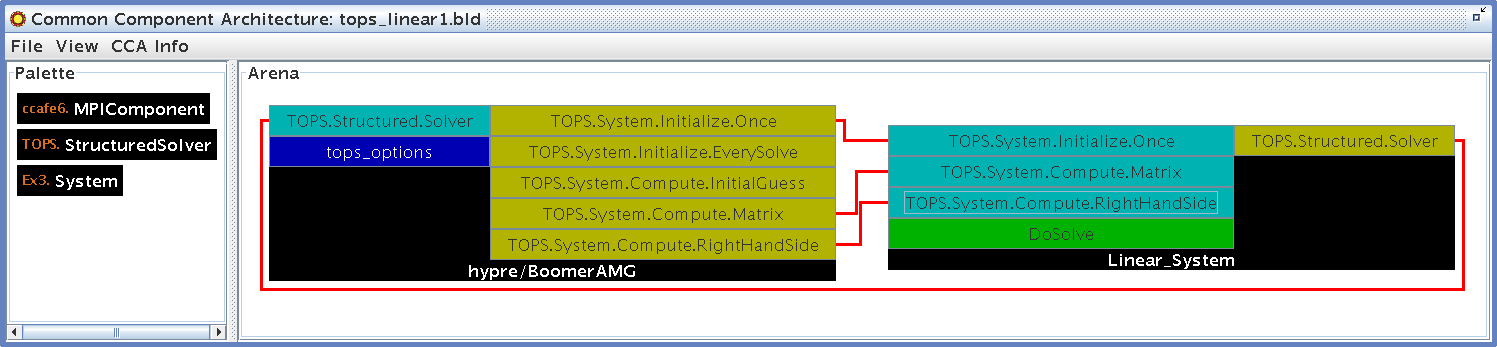 Common Component Architecture: tops_linear1.bld
File View CCA Info
Palette
ccafe6. MPIComponent
TOPS. StructuredSolver
Ex3. System
Arena
TOPS.Structured.Solver
tops_options
TOPS.System.Initialize.Once
TOPS.System.Initialize.EverySolve
TOPS.System.Compute.InitialGuess
TOPS.System.Compute.Matrix
TOPS.System.Compute.RightHandSide
hypre/BoomerAMG
TOPS.System.Initialize.Once
TOPS.System.Compute.Matrix
TOPS.System.Compute.RightHandSide
DoSolve
TOPS.Structured.Solver
Linear_System